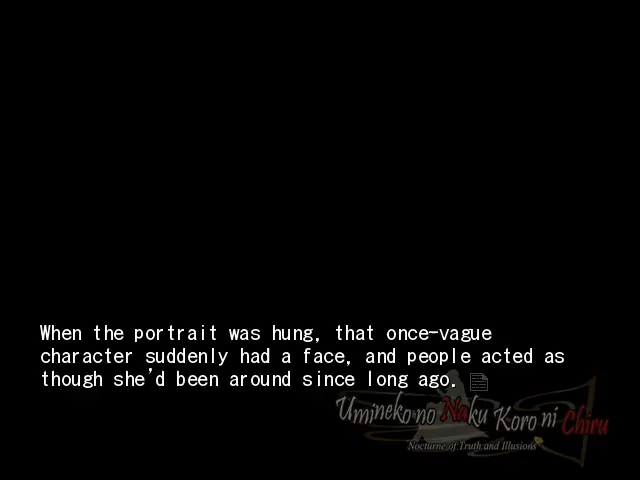 When the portrait was hung, that once-vague
character suddenly had a face, and people acted as
though she'd been around since long ago.
Umineko no Naku Koro ni Chiru
Nocturne of Truth and Illusions